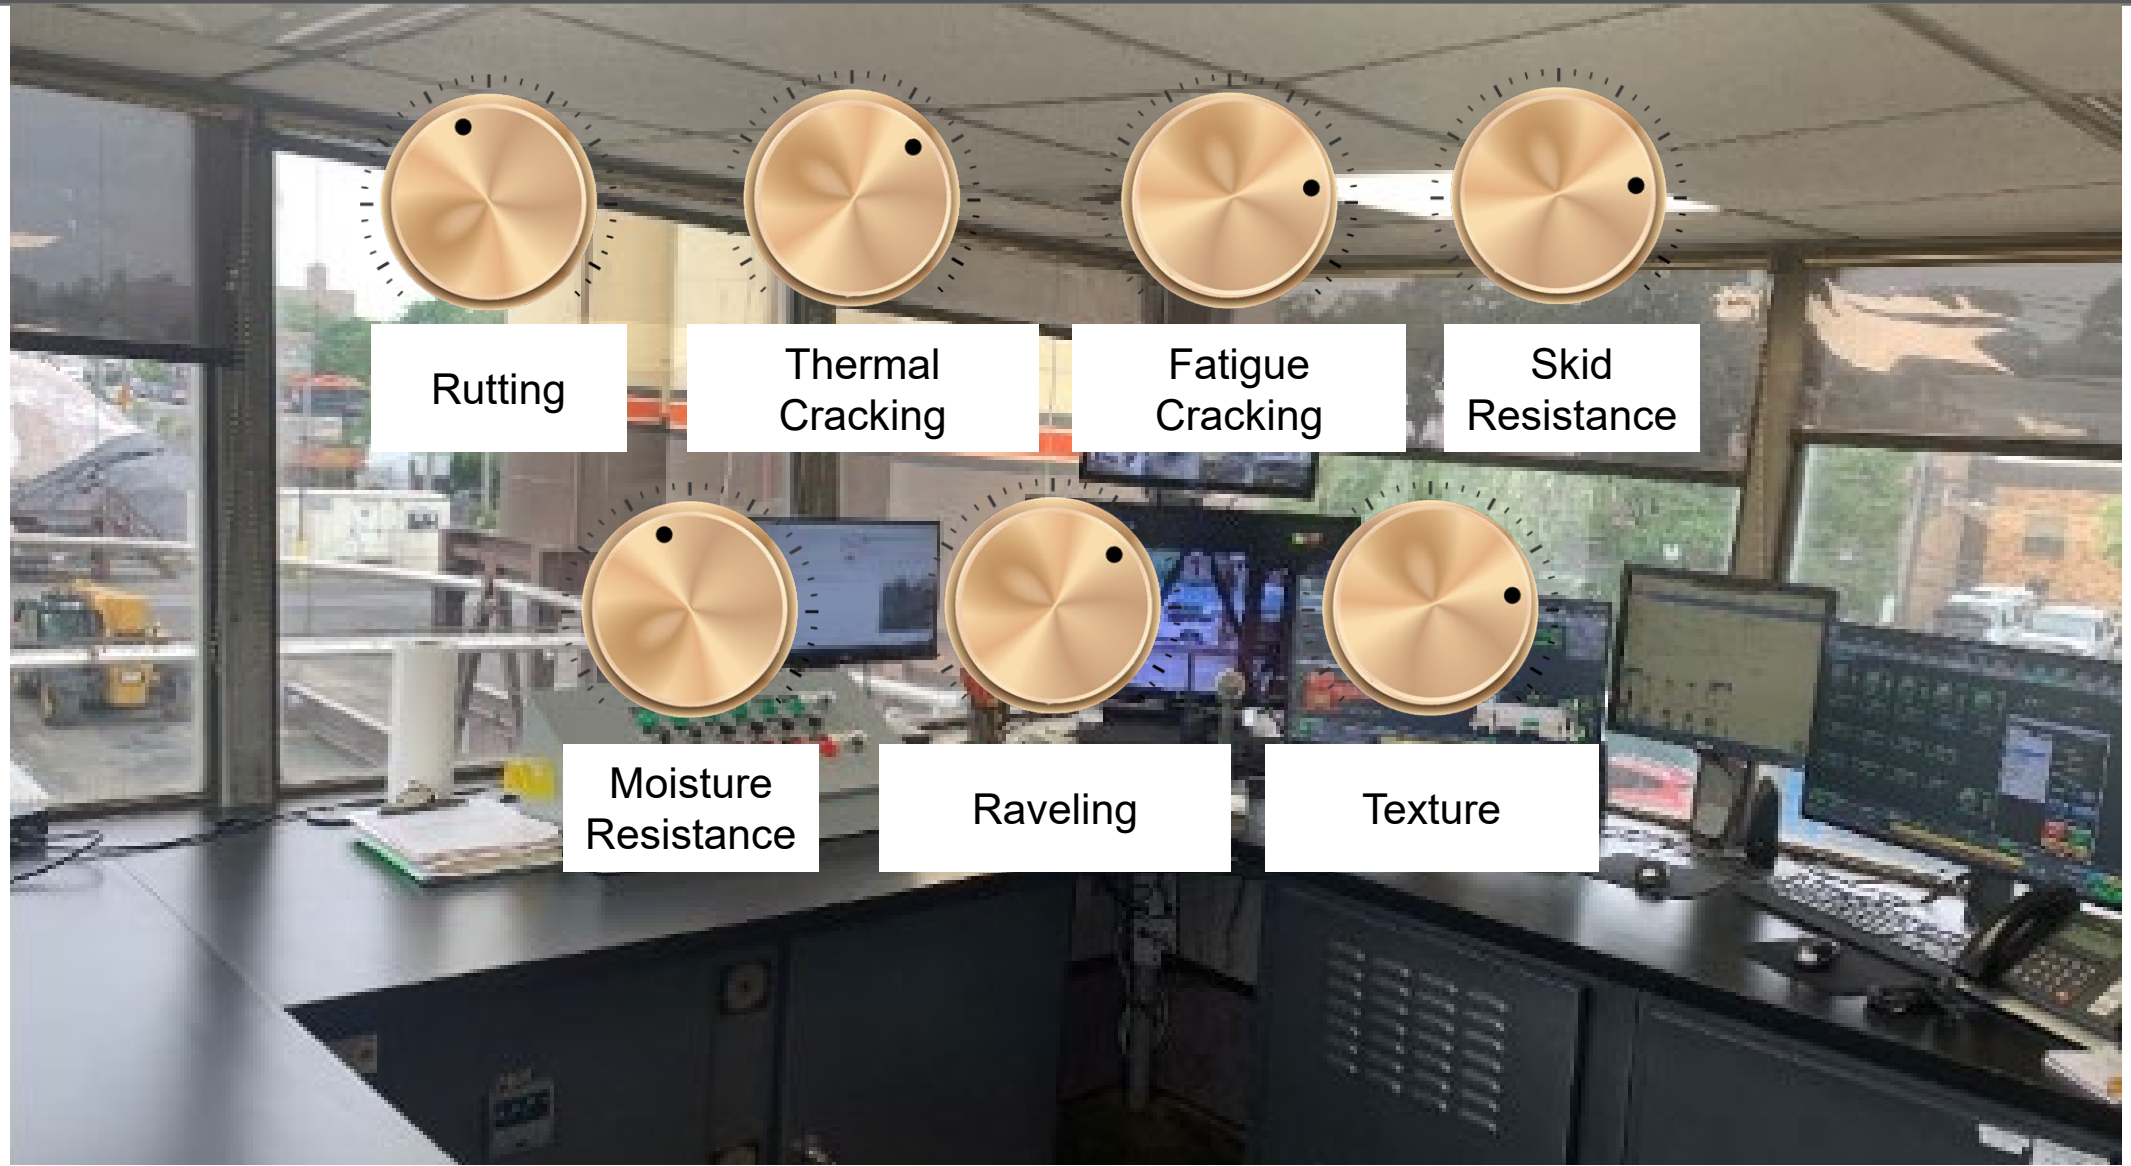 Rutting
Thermal
Cracking
Fatigue
Cracking
Skid
Resistance
Moisture
Resistance
Raveling
Texture